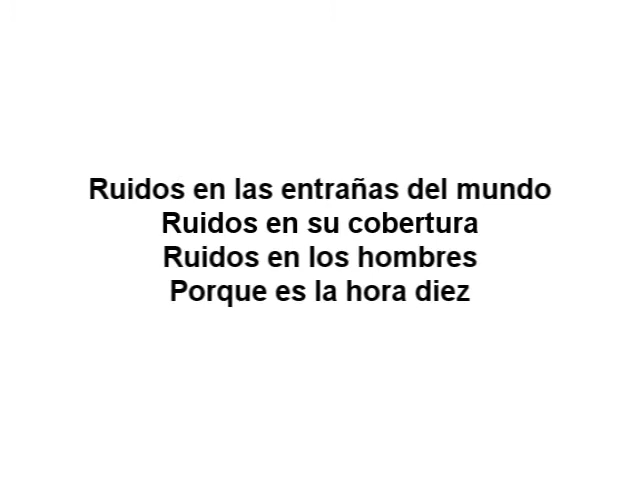 Ruidos en las entrañas del mundo
Ruidos en su cobertura
Ruidos en los hombres
Porque es la hora diez